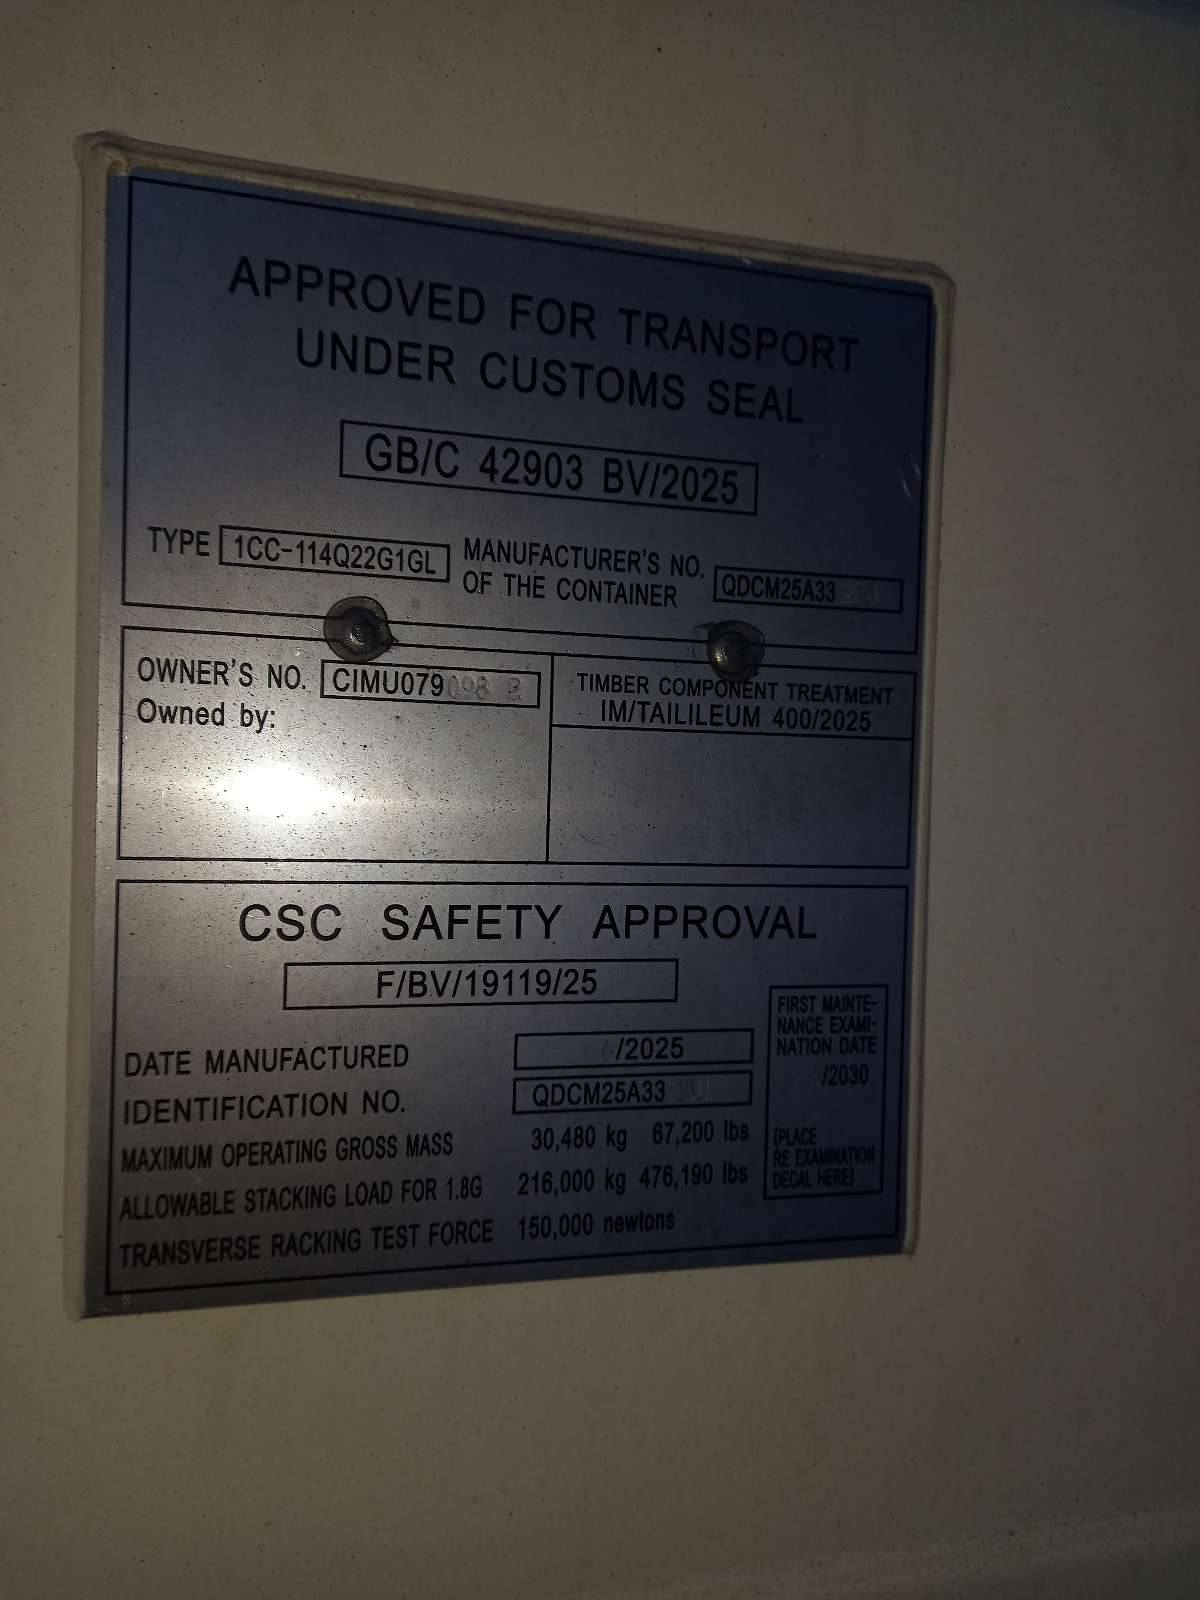 APPROVED FOR TRANSPORT
UNDER CUSTOMS SEAL
GB/C 42903 BV/2025
TYPE 1CC-114Q22G1GL
MANUFACTURER'S NO.
OF THE CONTAINER
QDCM25A33
OWNER'S NO. CIMU079
Owned by:
TIMBER COMPONENT TREATMENT
IM/TAILILEUM 400/2025
CSC SAFETY APPROVAL
F/BV/19119/25
DATE MANUFACTURED /2025
IDENTIFICATION NO. QDCM25A33
MAXIMUM OPERATING GROSS MASS 30,480 kg 67,200 lbs
ALLOWABLE STACKING LOAD FOR 1.8G 216,000 kg 476,190 lbs
TRANSVERSE RACKING TEST FORCE 150,000 newtons
FIRST MAINTE-
NANCE EXAMI-
NATION DATE
/2030
(PLACE
RE EXAMINATION
DECAL HERE)